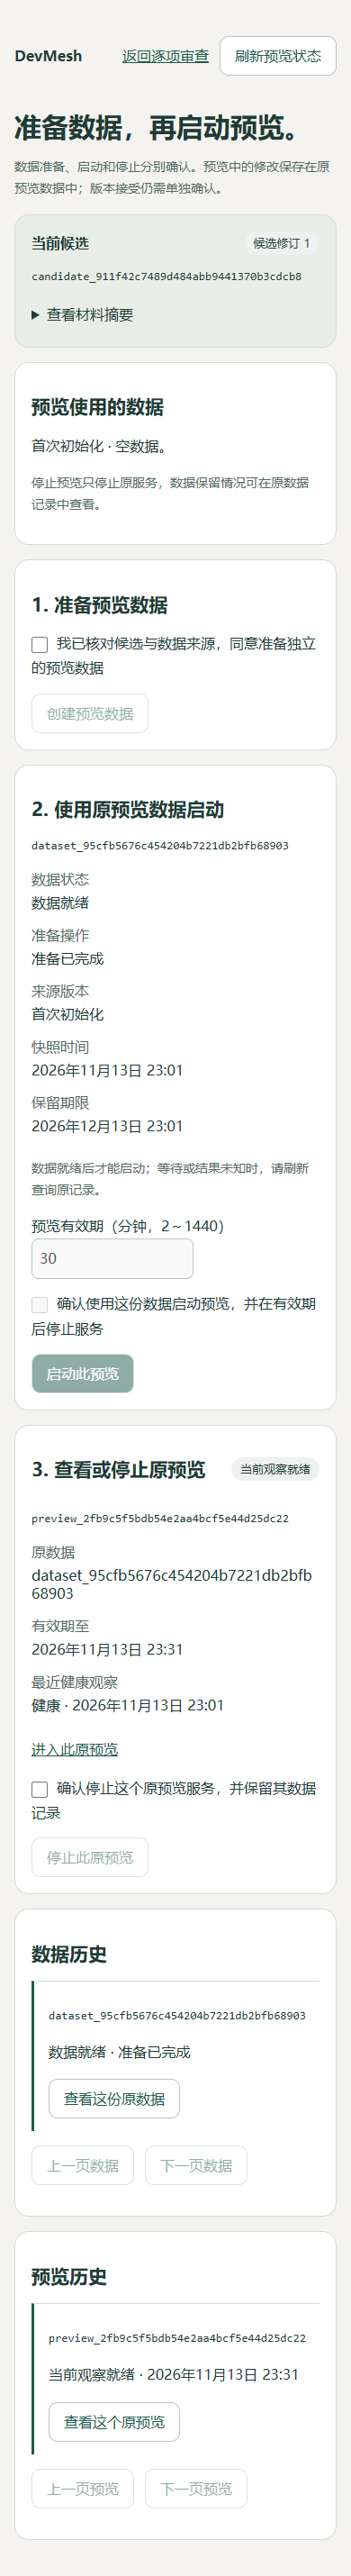 DevMesh
返回逐项审查
刷新预览状态
准备数据，再启动预览。
数据准备、启动和停止分别确认。预览中的修改保存在原
预览数据中；版本接受仍需单独确认。
当前候选
候选修订 1
candidate_911f42c7489d484abb9441370b3cdcb8
▶ 查看材料摘要
预览使用的数据
首次初始化 · 空数据。
停止预览只停止原服务，数据保留情况可在原数据
记录中查看。
1. 准备预览数据
我已核对候选与数据来源，同意准备独立
的预览数据
创建预览数据
2. 使用原预览数据启动
dataset_95cfb5676c454204b7221db2bfb68903
数据状态
数据就绪
准备操作
准备已完成
来源版本
首次初始化
快照时间
2026年11月13日 23:01
保留期限
2026年12月13日 23:01
数据就绪后才能启动；等待或结果未知时，请刷新
查询原记录。
预览有效期（分钟，2～1440）
30
确认使用这份数据启动预览，并在有效期
后停止服务
启动此预览
3. 查看或停止原预览
当前观察就绪
preview_2fb9c5f5bdb54e2aa4bcf5e44d25dc22
原数据
dataset_95cfb5676c454204b7221db2bfb
68903
有效期至
2026年11月13日 23:31
最近健康观察
健康 · 2026年11月13日 23:01
进入此原预览
确认停止这个原预览服务，并保留其数据
记录
停止此原预览
数据历史
dataset_95cfb5676c454204b7221db2bfb68903
数据就绪 · 准备已完成
查看这份原数据
上一页数据
下一页数据
预览历史
preview_2fb9c5f5bdb54e2aa4bcf5e44d25dc22
当前观察就绪 · 2026年11月13日 23:31
查看这个原预览
上一页预览
下一页预览